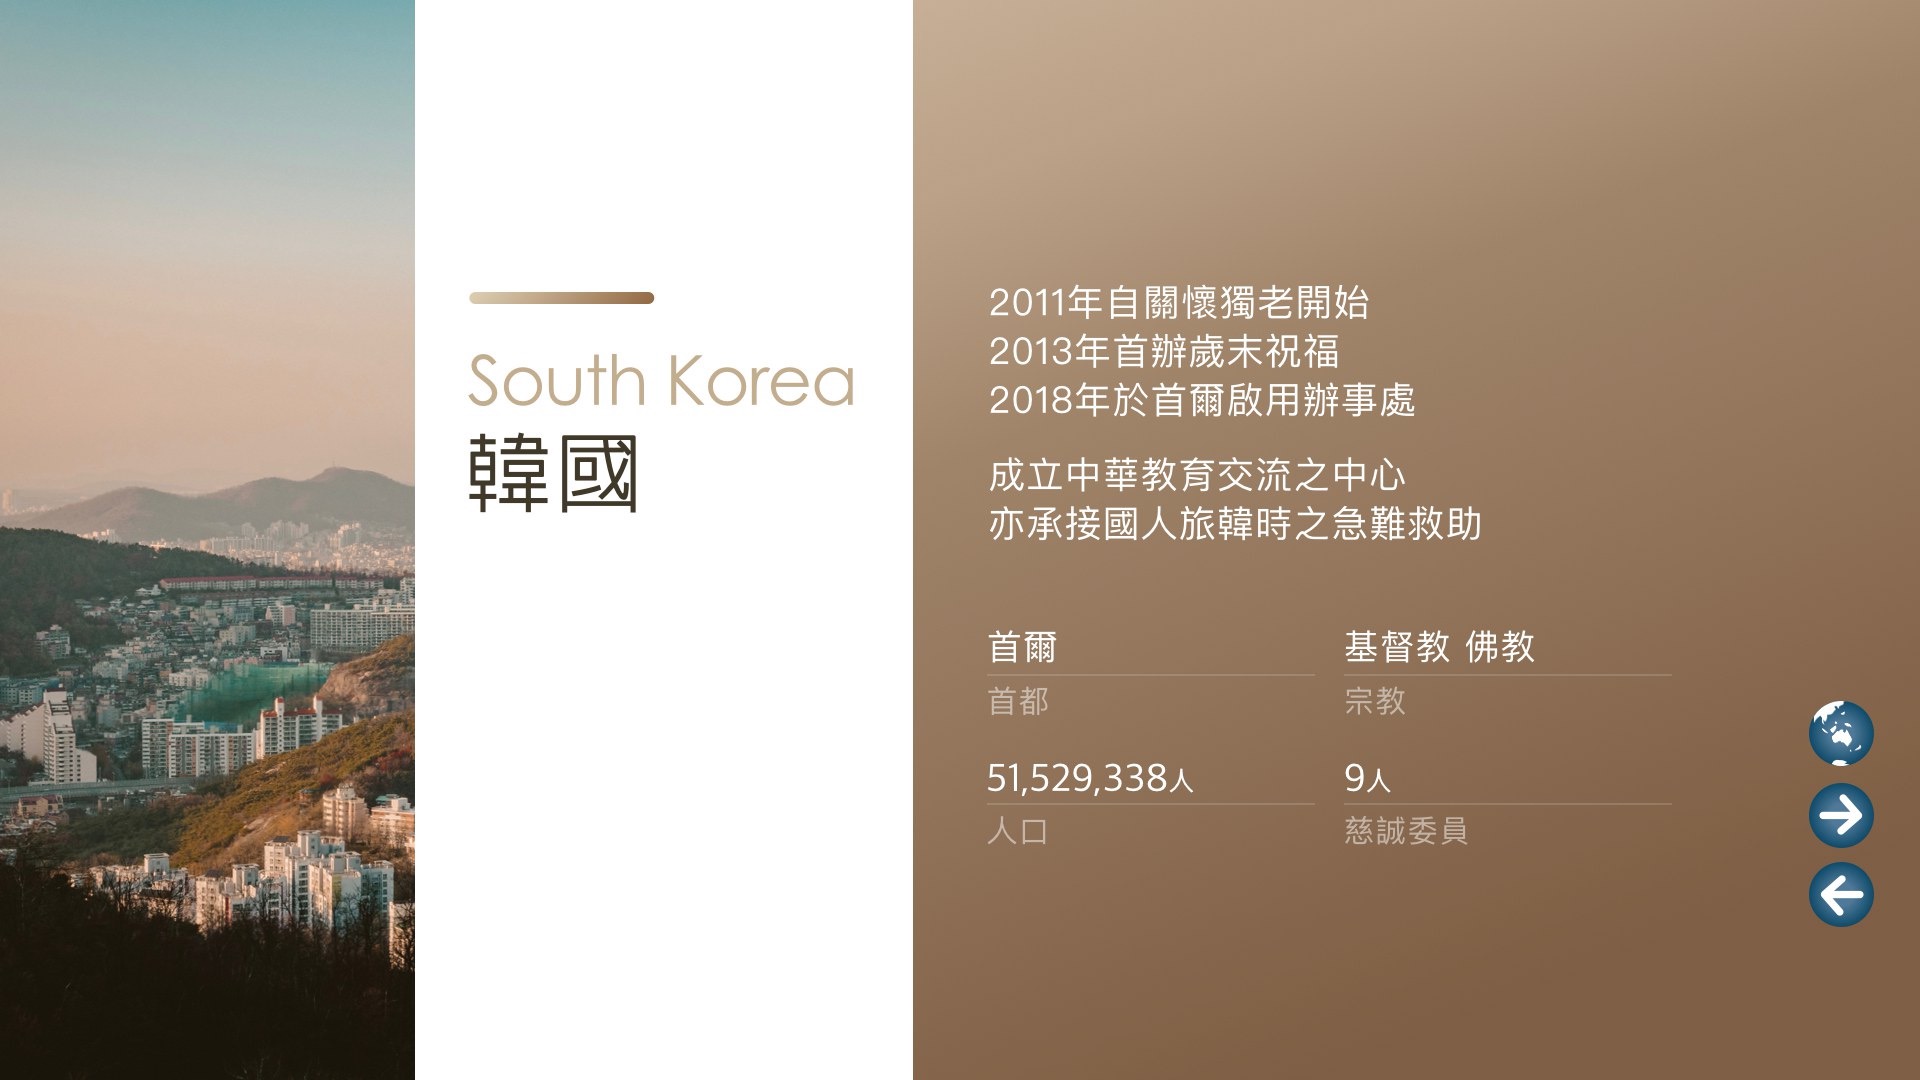 South Korea
韓國
2011年自關懷獨老開始
2013年首辦歲末祝福
2018年於首爾啟用辦事處
成立中華教育交流之中心
亦承接國人旅韓時之急難救助
首爾
首都
基督教 佛教
宗教
51,529,338人
人口
9人
慈誠委員